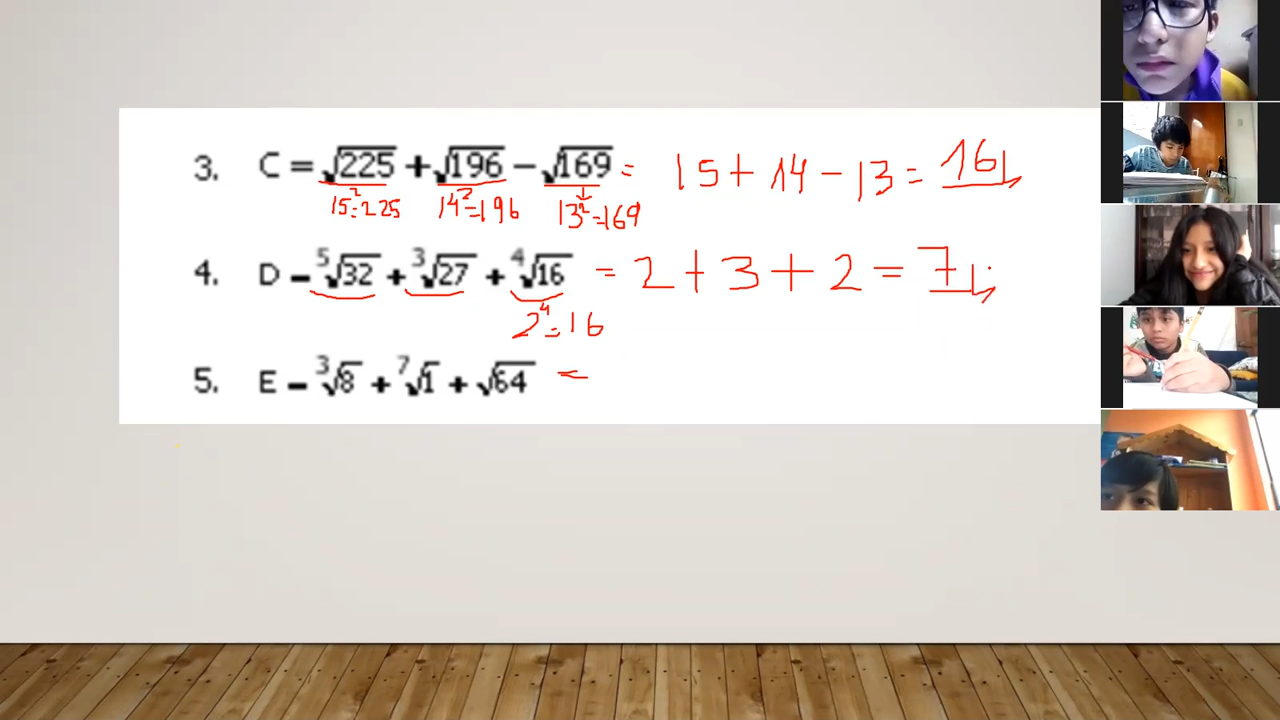 3. C = √225 + √196 − √169 = 15 + 14 − 13 = 16
15² = 225 14² = 196 13² = 169
4. D = ⁵√32 + ³√27 + ⁴√16 = 2 + 3 + 2 = 7
2⁴ = 16
5. E = ³√8 + ⁷√1 + √64 =